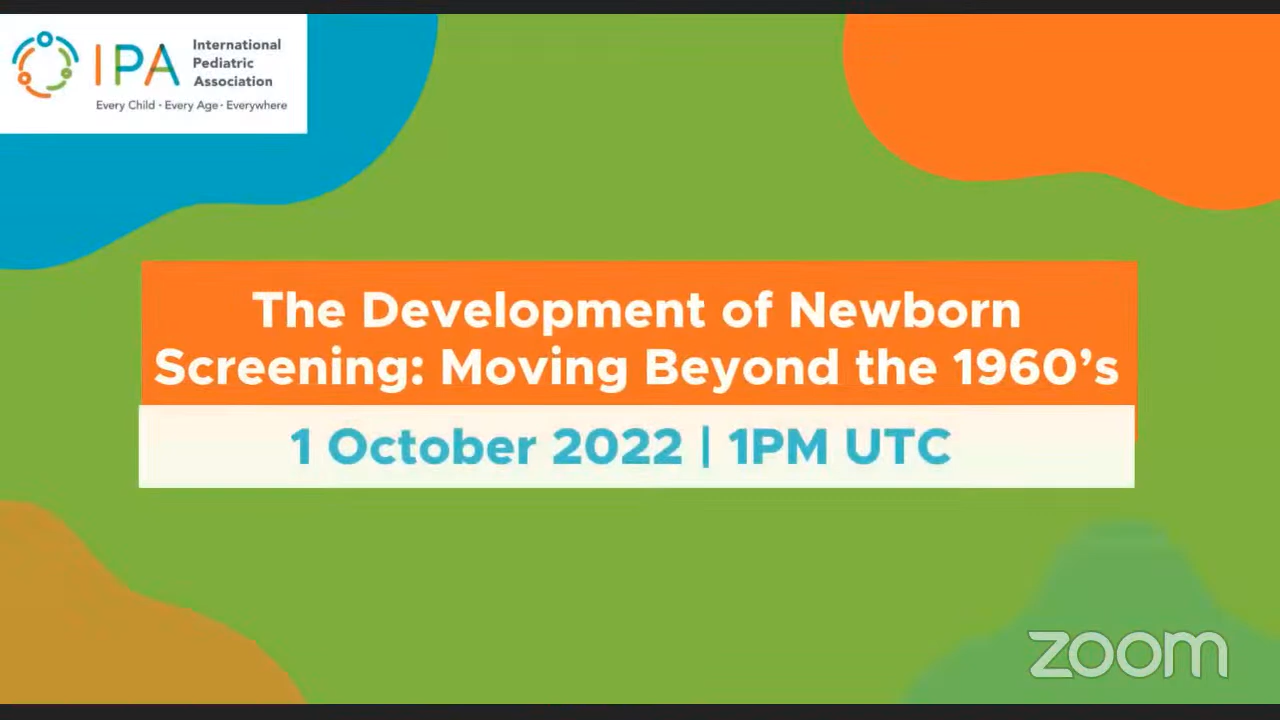 IPA
International
Pediatric
Association
Every Child · Every Age · Everywhere
The Development of Newborn
Screening: Moving Beyond the 1960's
1 October 2022 | 1PM UTC
zoom